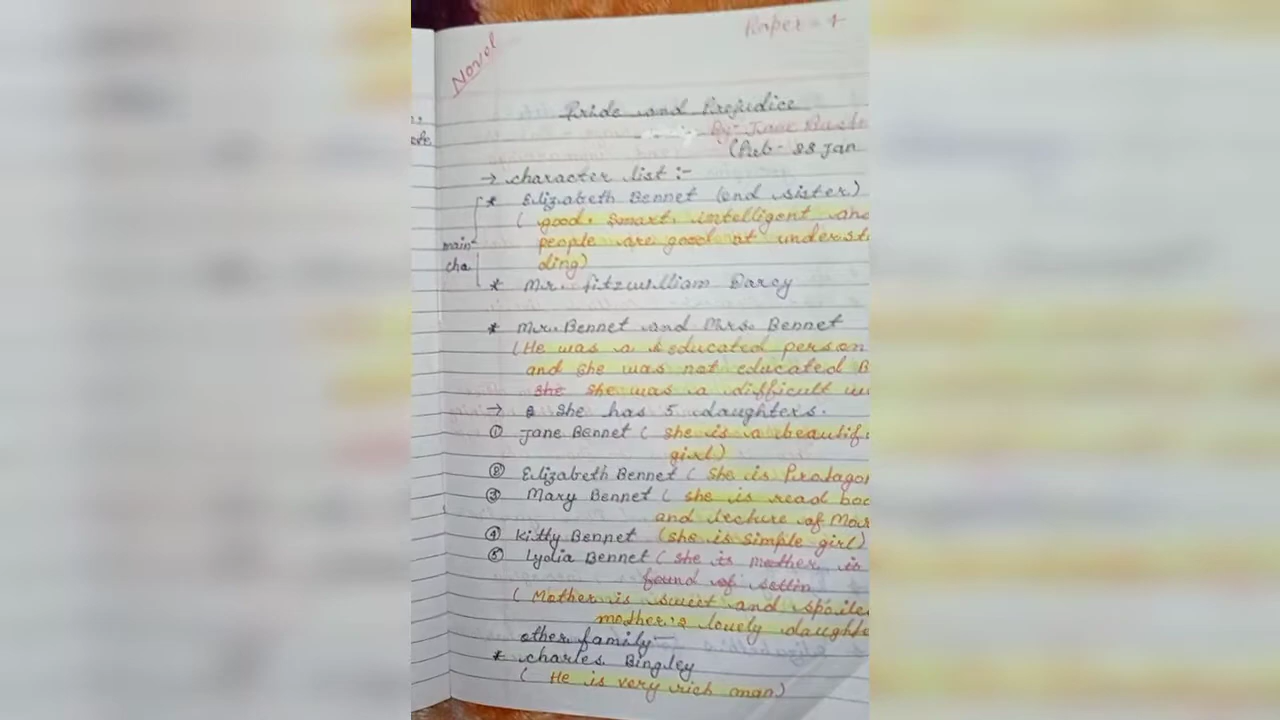 Novel
Paper - 1
Pride and Prejudice
By:- Jane Auste
(Pub- 28 Jan
→ character list :-
* Elizabeth Bennet (2nd sister)
( good, smart, intelligent and
people are good at underst
ding)
main
cha
* Mr. Fitzwilliam Darcy
* Mr. Bennet and Mrs. Bennet
(He was a educated person
and she was not educated B
she she was a difficult
→ She has 5 daughters.
① Jane Bennet ( she is a beautif
girl)
② Elizabeth Bennet ( She is Protagon
③ Mary Bennet ( she is read boo
and lecture of Mor
④ Kitty Bennet (she is simple girl)
⑤ Lydia Bennet ( she is mother is
found of
( Mother is sweet and spoile
mother's lovely daughte
other family —
* Charles Bingley
( He is very rich man)